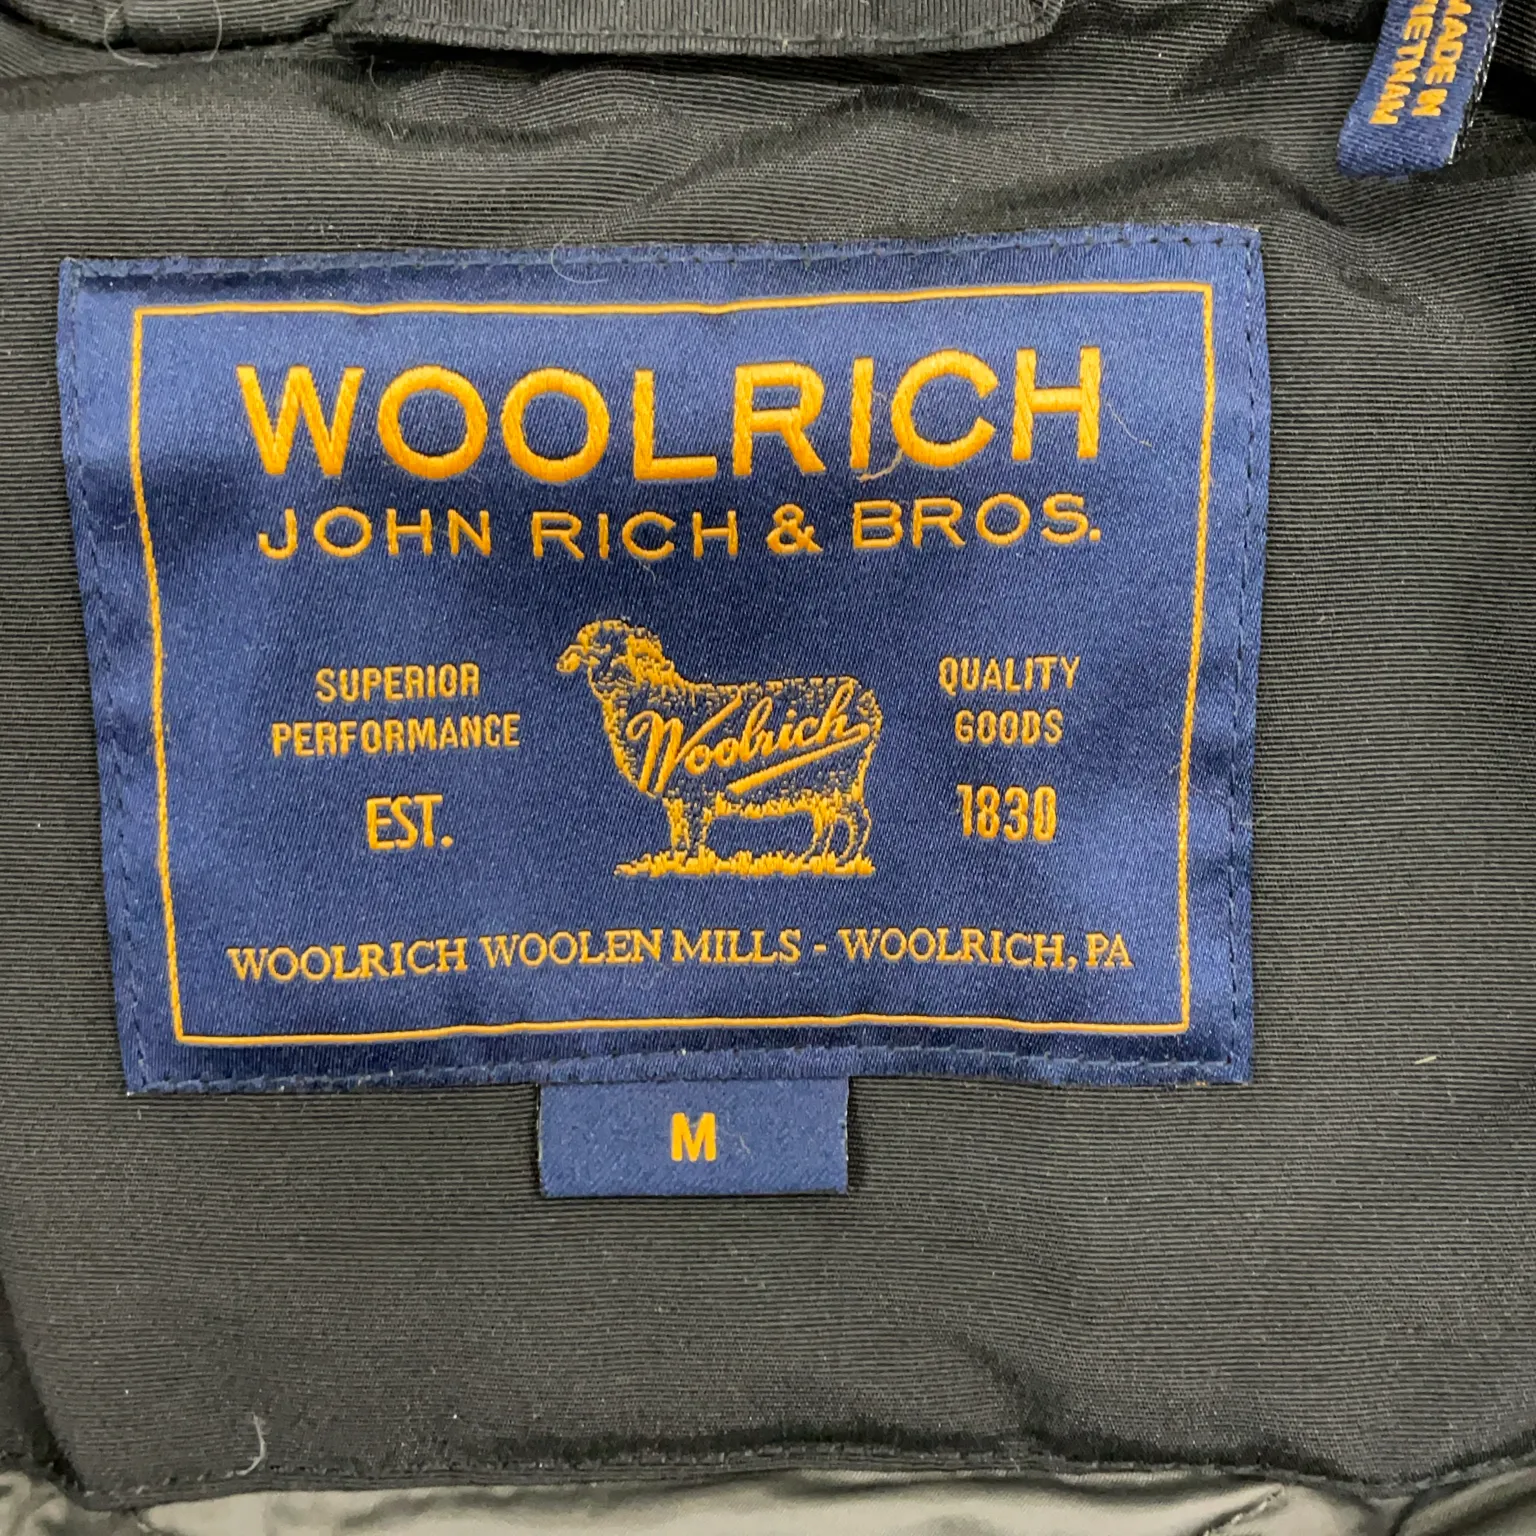 MADE IN
VIETNAM
WOOLRICH
JOHN RICH & BROS.
SUPERIOR
PERFORMANCE
EST.
Woolrich
QUALITY
GOODS
1830
WOOLRICH WOOLEN MILLS - WOOLRICH, PA
M